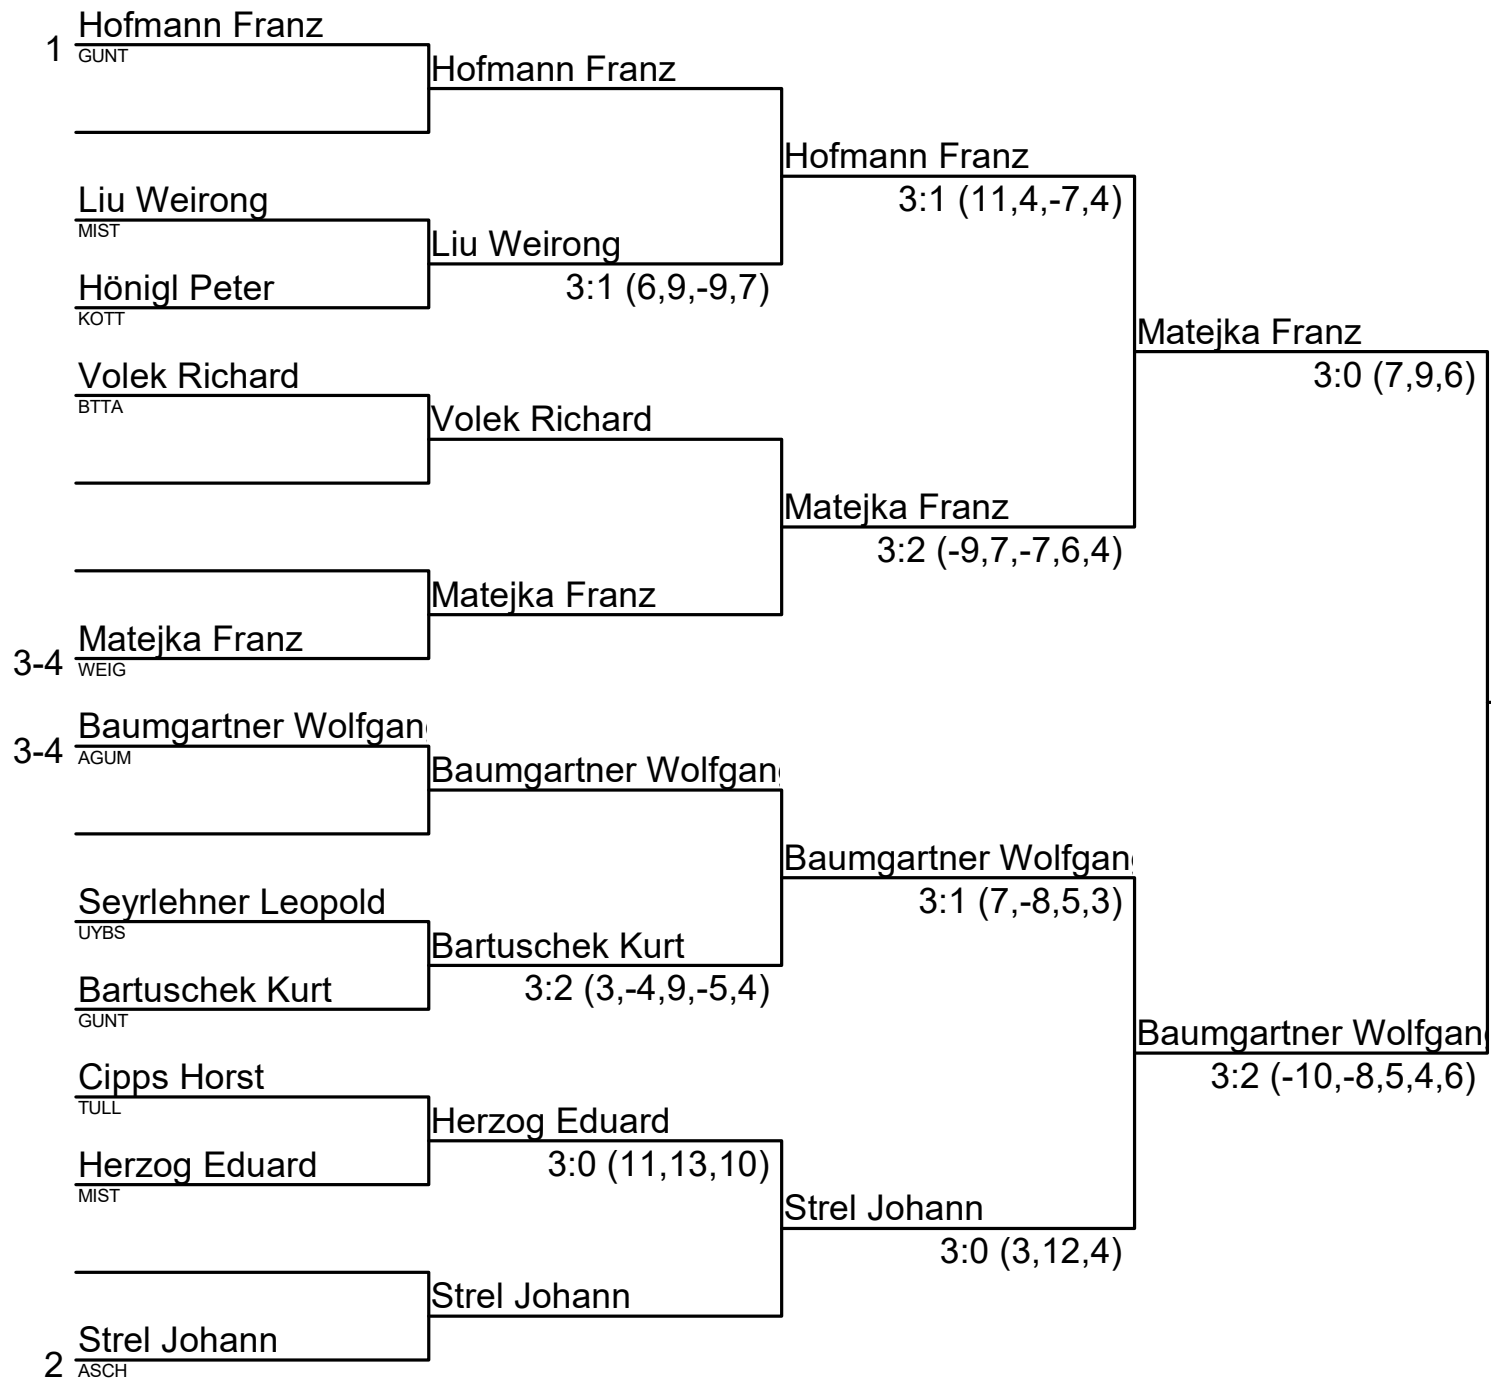 Hofmann Franz
1
GUNT
Hofmann Franz
Hofmann Franz
3:1 (11,4,-7,4)
Liu Weirong
MIST
Liu Weirong
3:1 (6,9,-9,7)
Hönigl Peter
KOTT
Matejka Franz
3:0 (7,9,6)
Volek Richard
BTTA
Volek Richard
Matejka Franz
3:2 (-9,7,-7,6,4)
Matejka Franz
Matejka Franz
3-4
WEIG
Baumgartner Wolfgan
3-4
AGUM
Baumgartner Wolfgan
Baumgartner Wolfgan
3:1 (7,-8,5,3)
Seyrlehner Leopold
UYBS
Bartuschek Kurt
3:2 (3,-4,9,-5,4)
Bartuschek Kurt
GUNT
Baumgartner Wolfgan
3:2 (-10,-8,5,4,6)
Cipps Horst
TULL
Herzog Eduard
3:0 (11,13,10)
Herzog Eduard
MIST
Strel Johann
3:0 (3,12,4)
Strel Johann
Strel Johann
2
ASCH